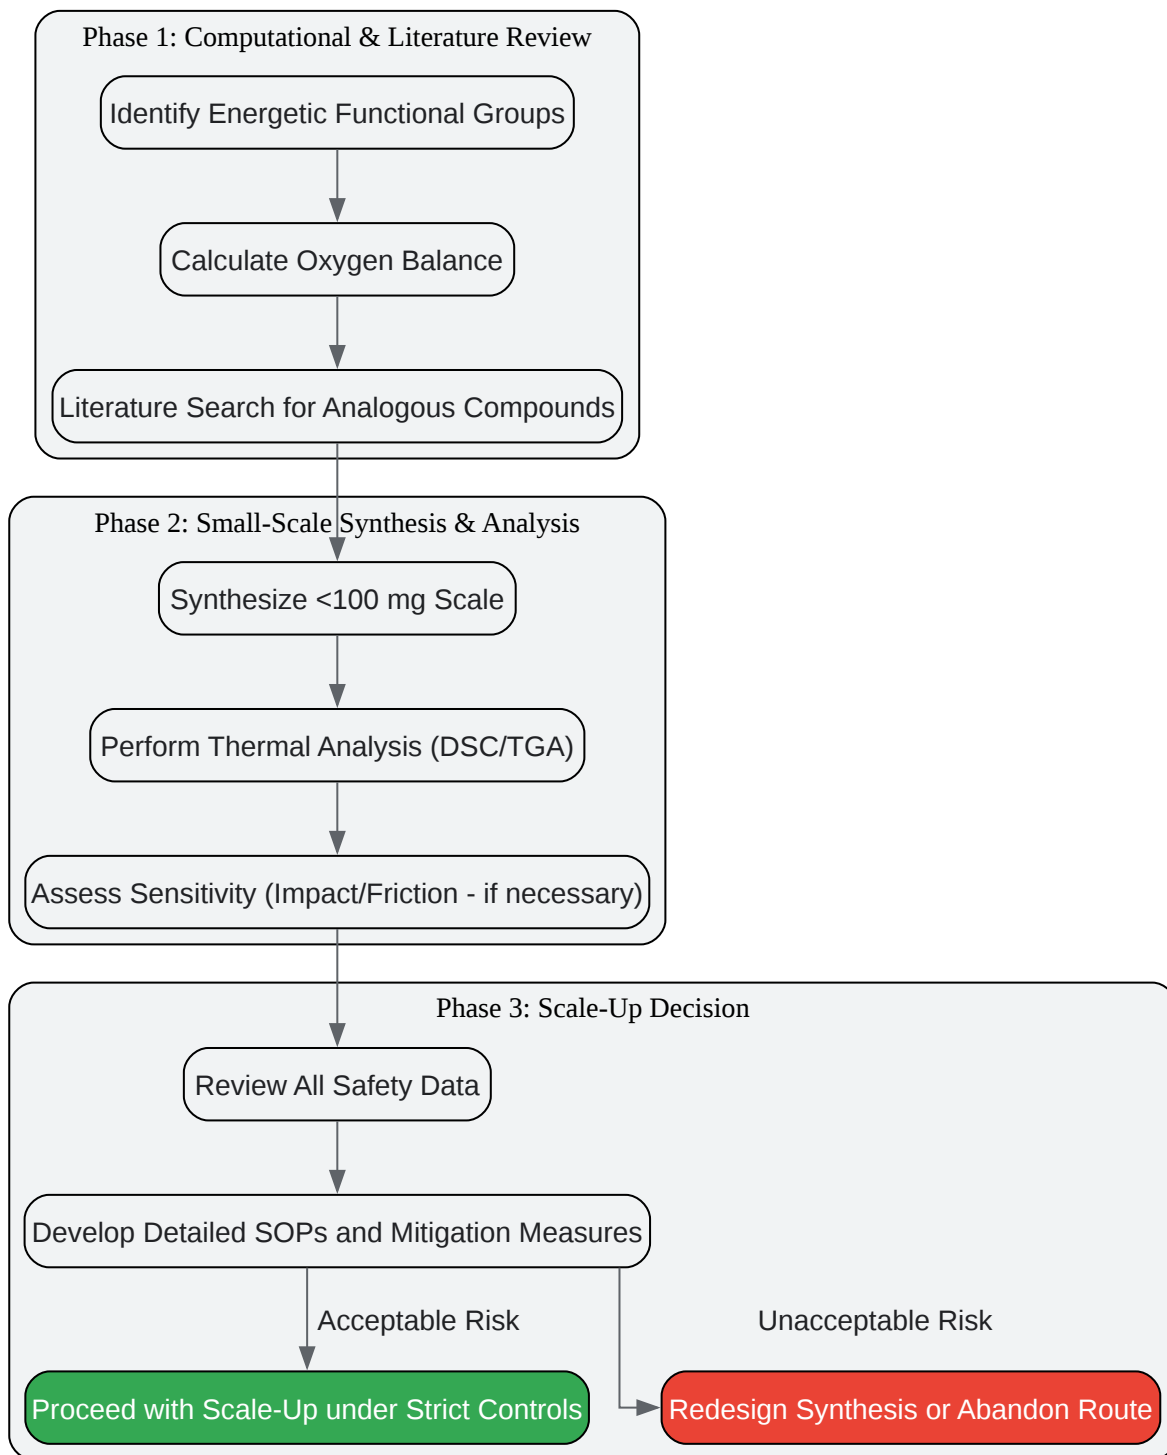 Phase 1: Computational & Literature Review
Identify Energetic Functional Groups
Calculate Oxygen Balance
Literature Search for Analogous Compounds
Phase 2: Small-Scale Synthesis & Analysis
Synthesize <100 mg Scale
Perform Thermal Analysis (DSC/TGA)
Assess Sensitivity (Impact/Friction - if necessary)
Phase 3: Scale-Up Decision
Review All Safety Data
Develop Detailed SOPs and Mitigation Measures
Acceptable Risk
Unacceptable Risk
Proceed with Scale-Up under Strict Controls
Redesign Synthesis or Abandon Route